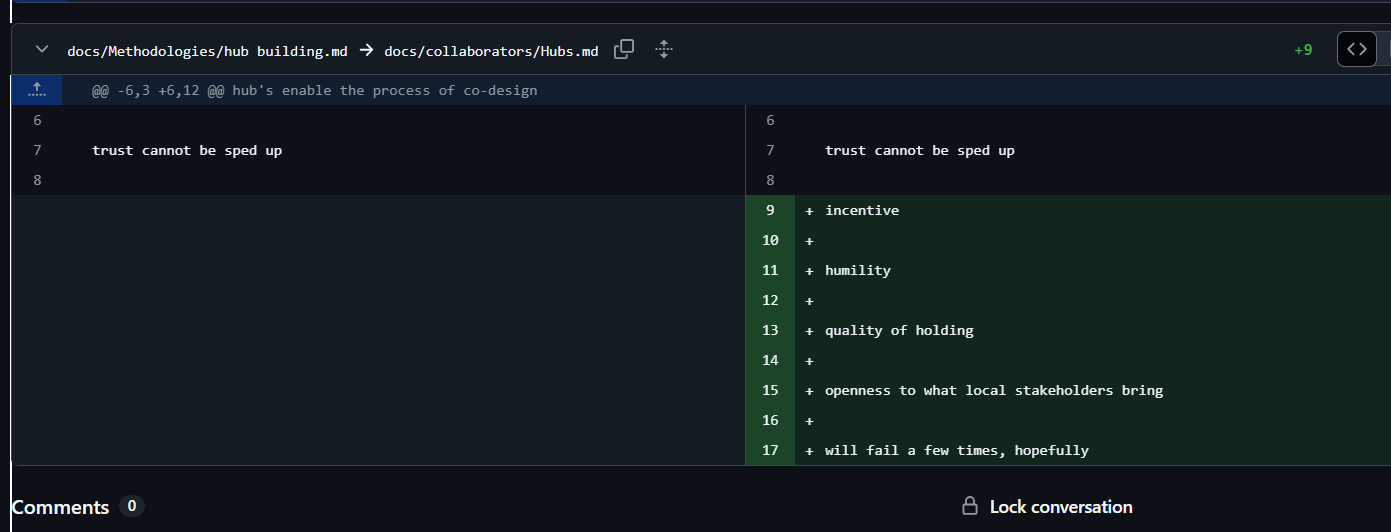 docs/Methodologies/hub building.md → docs/collaborators/Hubs.md +9
@@ -6,3 +6,12 @@ hub's enable the process of co-design
6 6
7 trust cannot be sped up 7 trust cannot be sped up
8 8
9 + incentive
10 +
11 + humility
12 +
13 + quality of holding
14 +
15 + openness to what local stakeholders bring
16 +
17 + will fail a few times, hopefully
Comments 0 Lock conversation